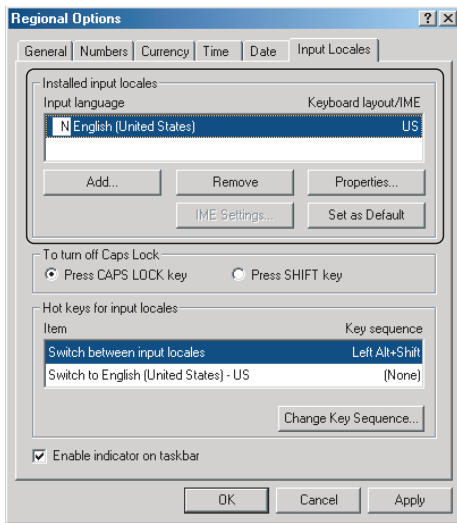 Regional Options ? ×
General Numbers Currency Time Date Input Locales
Installed input locales
Input language Keyboard layout/IME
N English (United States) US
Add... Remove Properties...
IME Settings... Set as Default
To turn off Caps Lock
Press CAPS LOCK key Press SHIFT key
Hot keys for input locales
Item Key sequence
Switch between input locales Left Alt+Shift
Switch to English (United States) - US (None)
Change Key Sequence...
Enable indicator on taskbar
OK Cancel Apply